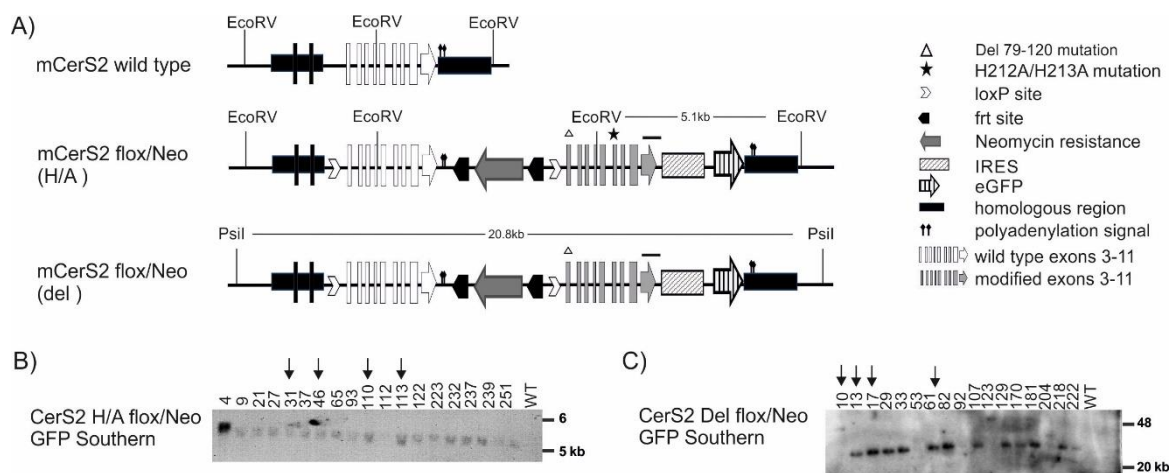 A)
EcoRV EcoRV EcoRV
mCerS2 wild type
EcoRV EcoRV EcoRV 5.1kb EcoRV
mCerS2 flox/Neo
(H/A )
PsiI 20.8kb PsiI
mCerS2 flox/Neo
(del )
Del 79-120 mutation
H212A/H213A mutation
loxP site
frt site
Neomycin resistance
IRES
eGFP
homologous region
polyadenylation signal
wild type exons 3-11
modified exons 3-11
B)
4 9 21 27 31 37 46 65 93 110 112 113 122 223 232 237 239 251 WT
CerS2 H/A flox/Neo
GFP Southern
6
5 kb
C)
10 13 17 29 33 53 61 82 92 107 123 129 170 181 204 218 222 WT
CerS2 Del flox/Neo
GFP Southern
48
20 kb